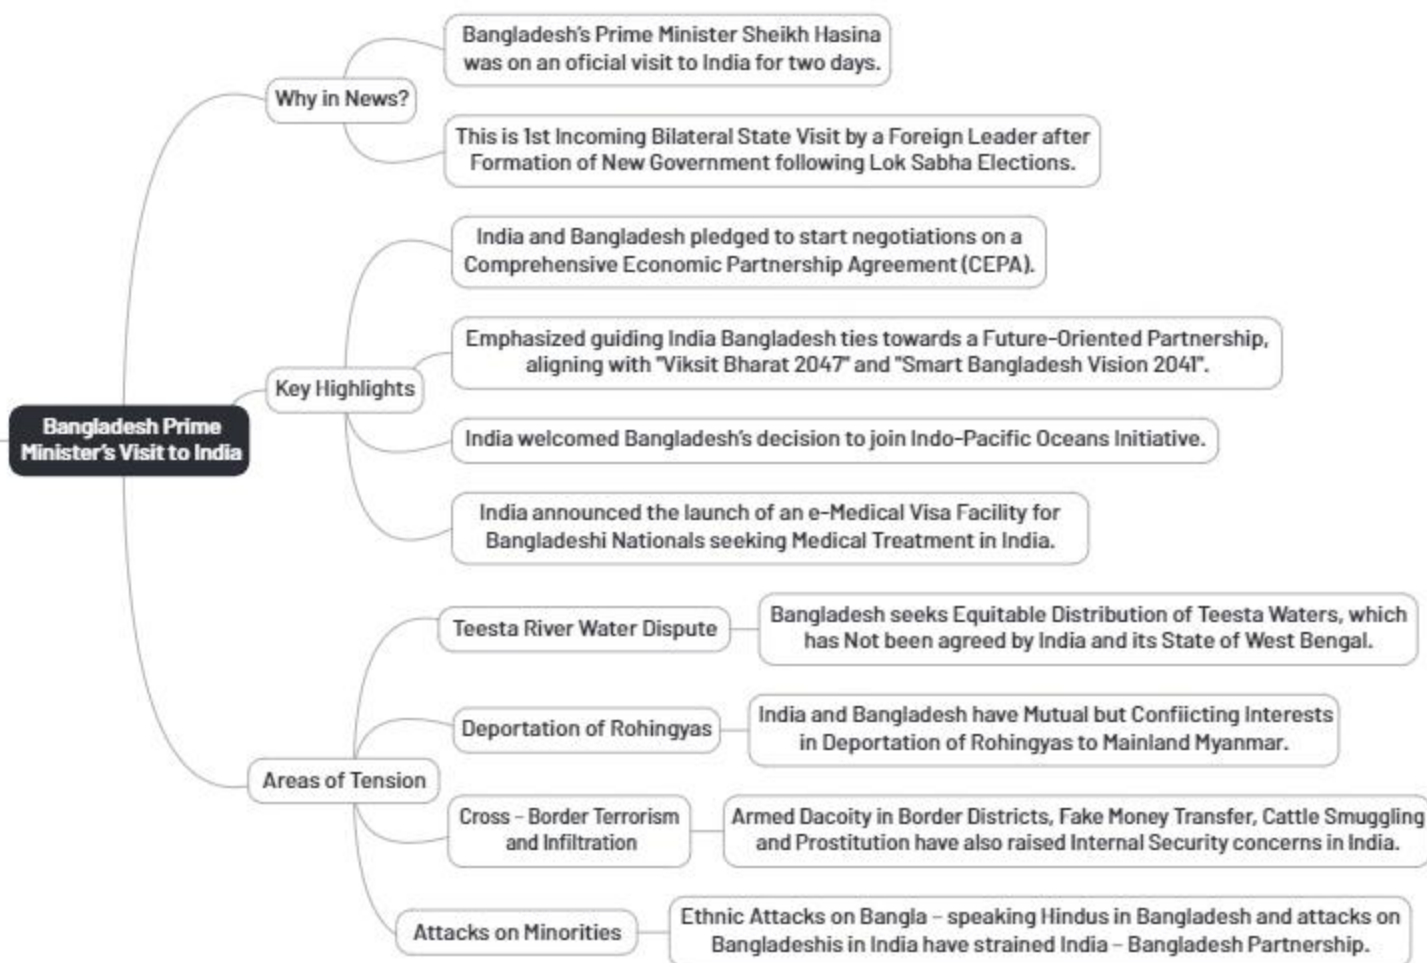 Bangladesh's Prime Minister Sheikh Hasina
was on an oficial visit to India for two days.
Why in News?
This is 1st Incoming Bilateral State Visit by a Foreign Leader after
Formation of New Government following Lok Sabha Elections.
India and Bangladesh pledged to start negotiations on a
Comprehensive Economic Partnership Agreement (CEPA).
Emphasized guiding India Bangladesh ties towards a Future-Oriented Partnership,
aligning with "Viksit Bharat 2047" and "Smart Bangladesh Vision 2041".
Key Highlights
Bangladesh Prime
Minister's Visit to India
India welcomed Bangladesh's decision to join Indo-Pacific Oceans Initiative.
India announced the launch of an e-Medical Visa Facility for
Bangladeshi Nationals seeking Medical Treatment in India.
Teesta River Water Dispute
Bangladesh seeks Equitable Distribution of Teesta Waters, which
has Not been agreed by India and its State of West Bengal.
Deportation of Rohingyas
India and Bangladesh have Mutual but Confiicting Interests
in Deportation of Rohingyas to Mainland Myanmar.
Areas of Tension
Cross - Border Terrorism
and Infiltration
Armed Dacoity in Border Districts, Fake Money Transfer, Cattle Smuggling
and Prostitution have also raised Internal Security concerns in India.
Attacks on Minorities
Ethnic Attacks on Bangla - speaking Hindus in Bangladesh and attacks on
Bangladeshis in India have strained India - Bangladesh Partnership.